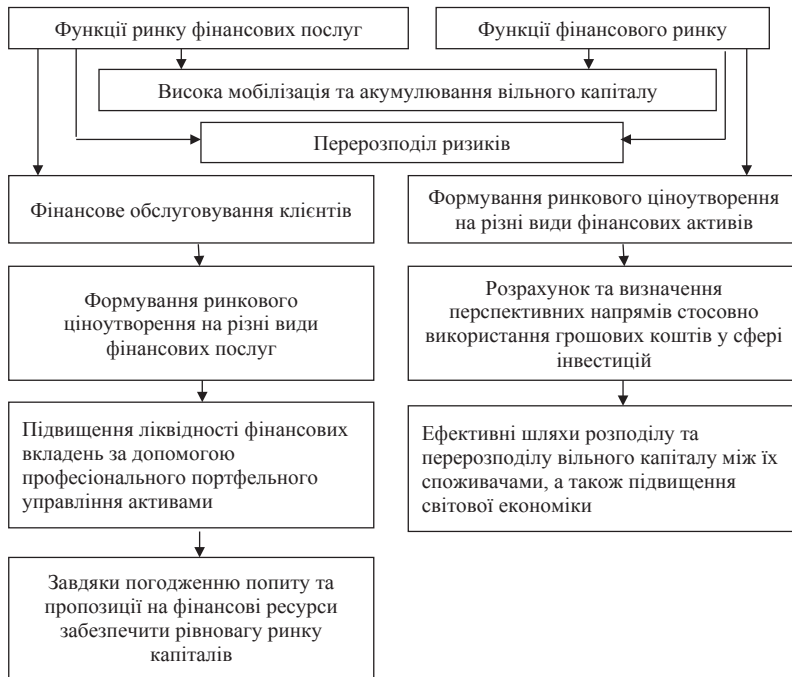 Функції ринку фінансових послуг
Функції фінансового ринку
Висока мобілізація та акумулювання вільного капіталу
Перерозподіл ризиків
Фінансове обслуговування клієнтів
Формування ринкового
ціноутворення на різні види
фінансових послуг
Підвищення ліквідності фінансових
вкладень за допомогою
професіонального портфельного
управління активами
Завдяки погодженню попиту та
пропозиції на фінансові ресурси
забезпечити рівновагу ринку
капіталів
Формування ринкового ціноутворення
на різні види фінансових активів
Розрахунок та визначення
перспективних напрямів стосовно
використання грошових коштів у сфері
інвестицій
Ефективні шляхи розподілу та
перерозподілу вільного капіталу між їх
споживачами, а також підвищення
світової економіки